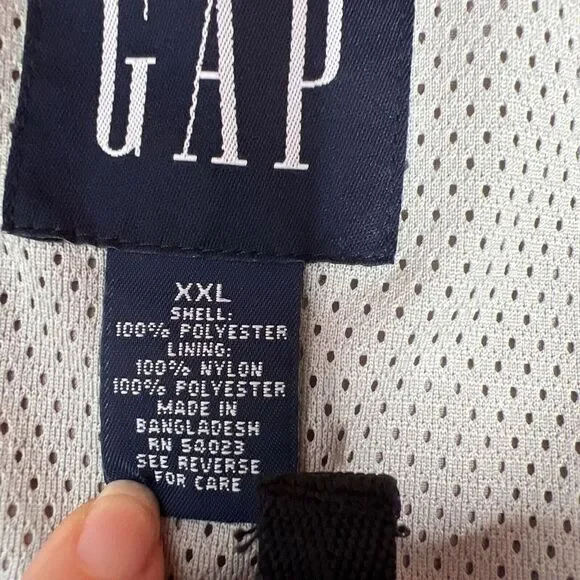 GAP
XXL
SHELL:
100% POLYESTER
LINING:
100% NYLON
100% POLYESTER
MADE IN
BANGLADESH
RN 54023
SEE REVERSE
FOR CARE